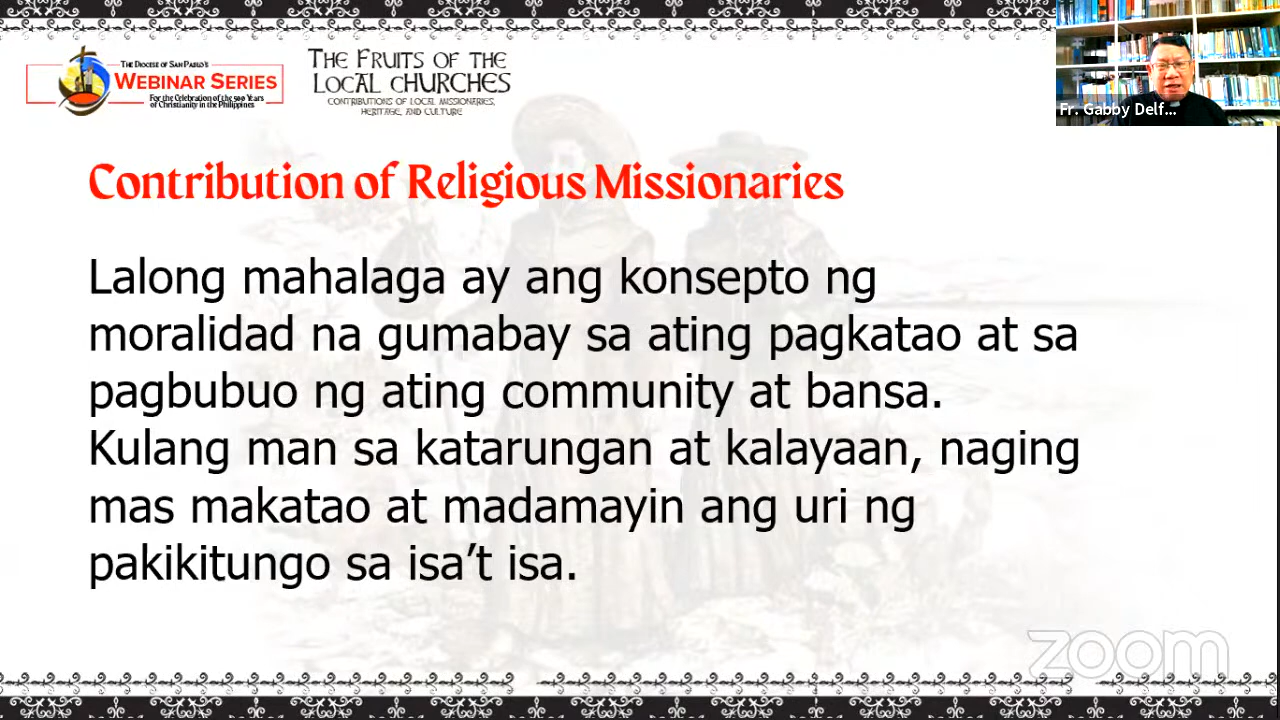 The Diocese of San Pablo's
Webinar Series
For the Celebration of the 500 Years
of Christianity in the Philippines
The Fruits of the
Local Churches
Contributions of Local Missionaries,
Heritage, and Culture
Fr. Gabby Delf...
Contribution of Religious Missionaries
Lalong mahalaga ay ang konsepto ng
moralidad na gumabay sa ating pagkatao at sa
pagbubuo ng ating community at bansa.
Kulang man sa katarungan at kalayaan, naging
mas makatao at madamayin ang uri ng
pakikitungo sa isa’t isa.
zoom